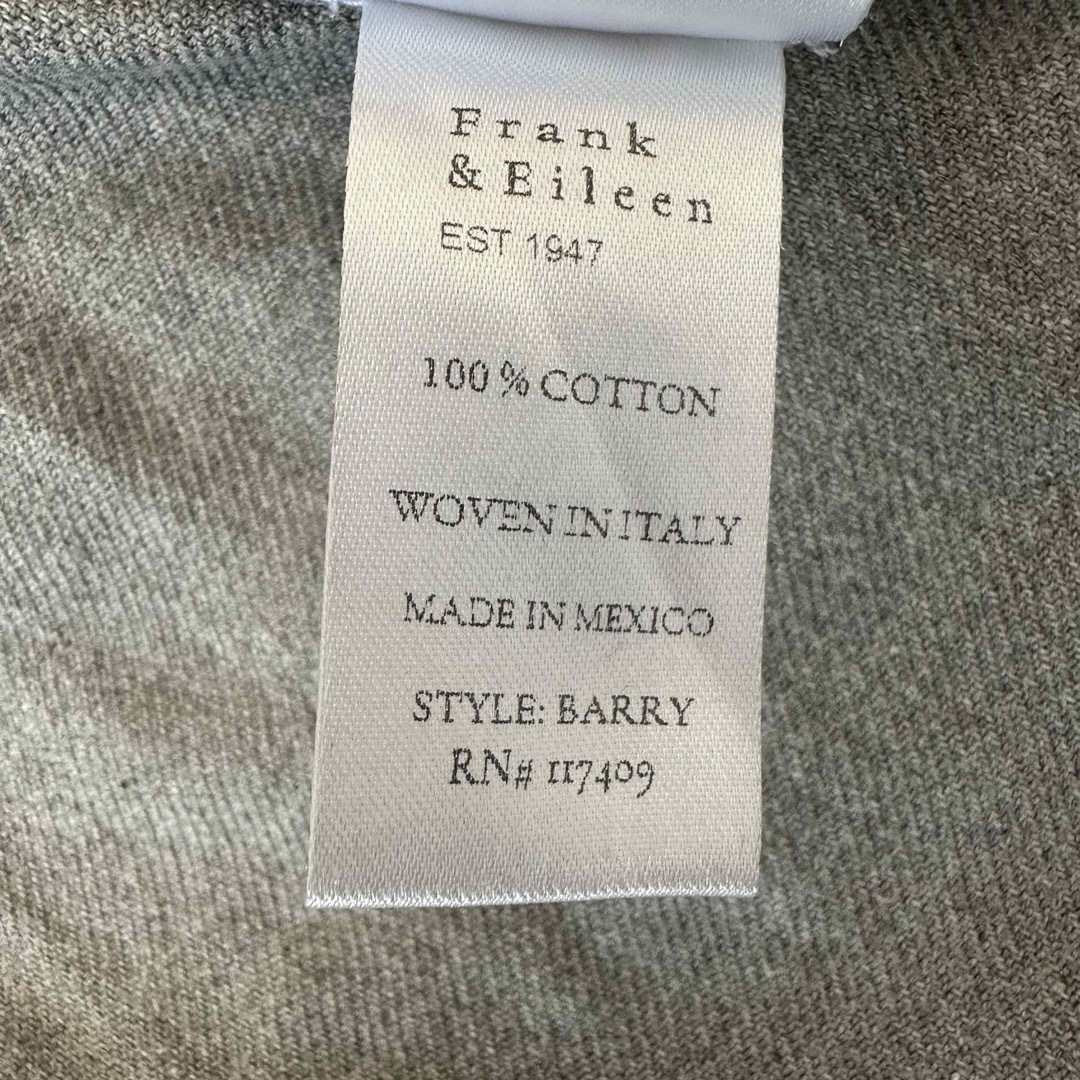 Frank
& Eileen
EST 1947
100% COTTON
WOVEN IN ITALY
MADE IN MEXICO
STYLE: BARRY
RN# 117409